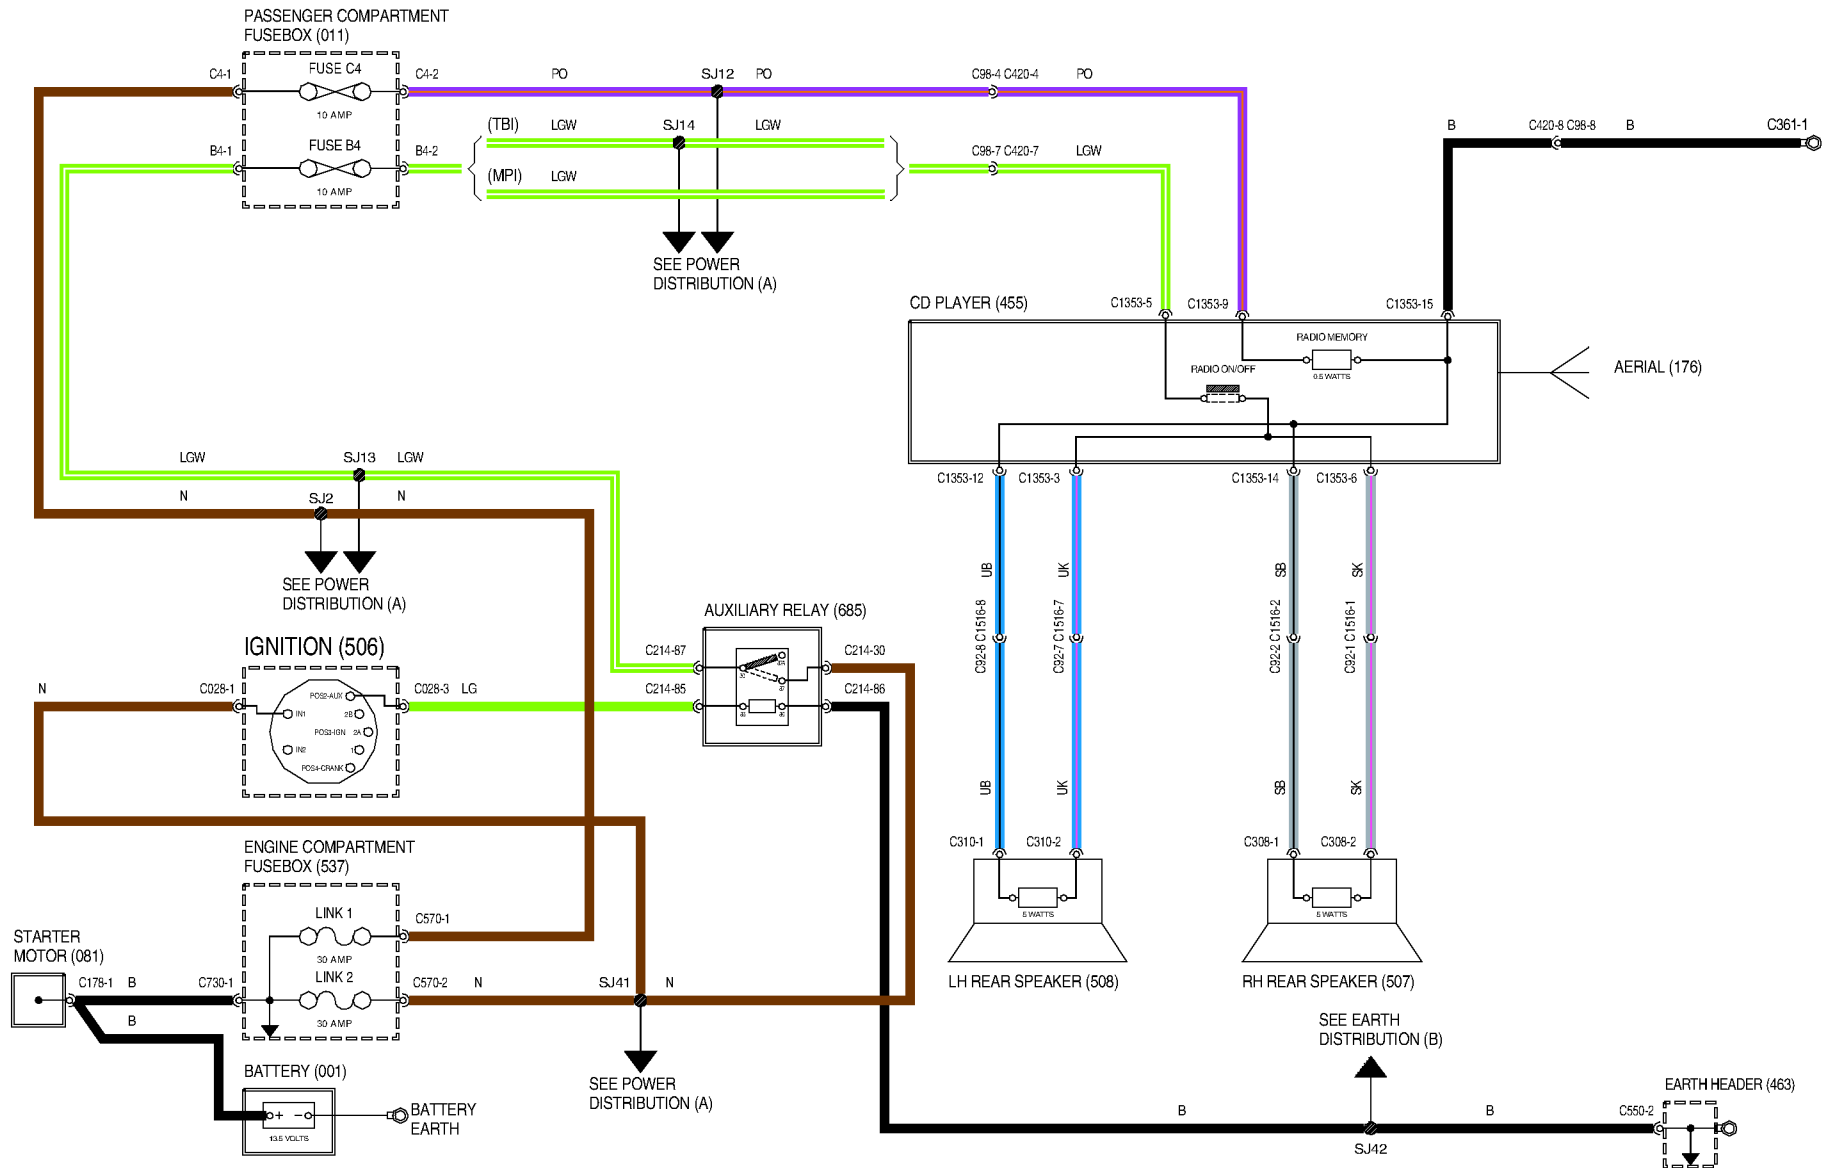 PASSENGER COMPARTMENT
FUSEBOX (011)
C4-1
FUSE C4
10 AMP
C4-2
PO
SJ12
PO
C98-4 C420-4
PO
B4-1
FUSE B4
10 AMP
B4-2
(TBI)
LGW
SJ14
LGW
(MPI)
LGW
C98-7 C420-7
LGW
B
C420-8 C98-8
B
C361-1
SEE POWER
DISTRIBUTION (A)
CD PLAYER (455)
C1353-5
C1353-9
C1353-15
RADIO MEMORY
0.5 WATTS
RADIO ON/OFF
AERIAL (176)
LGW
SJ13
LGW
N
SJ2
N
SEE POWER
DISTRIBUTION (A)
C1353-12
C1353-3
C1353-14
C1353-6
UB
UK
SB
SK
C92-8 C1516-8
C92-7 C1516-7
C92-2 C1516-2
C92-1 C1516-1
UB
UK
SB
SK
AUXILIARY RELAY (685)
C214-87
C214-30
C214-85
C214-86
IGNITION (506)
N
C028-1
C028-3
LG
POS2-AUX
IN1
2B
POS3-IGN
2A
IN2
1
POS4-CRANK
C310-1
C310-2
C308-1
C308-2
5 WATTS
5 WATTS
LH REAR SPEAKER (508)
RH REAR SPEAKER (507)
ENGINE COMPARTMENT
FUSEBOX (537)
LINK 1
30 AMP
C570-1
LINK 2
30 AMP
C570-2
N
SJ41
N
STARTER
MOTOR (081)
C178-1
B
C730-1
B
SEE POWER
DISTRIBUTION (A)
BATTERY (001)
+ −
13.5 VOLTS
BATTERY
EARTH
SEE EARTH
DISTRIBUTION (B)
B
SJ42
B
C550-2
EARTH HEADER (463)